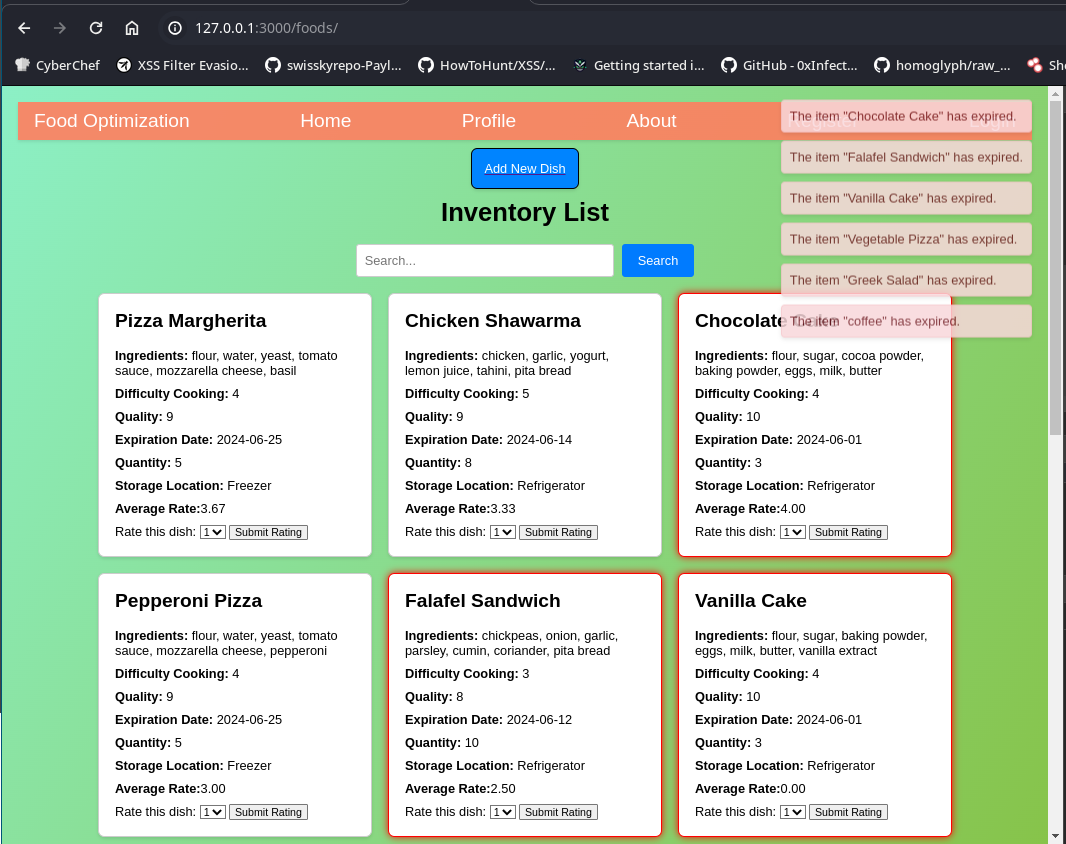 127.0.0.1:3000/foods/
CyberChef XSS Filter Evasio... swisskyrepo-Payl... HowToHunt/XSS/... Getting started i... GitHub - 0xInfect... homoglyph/raw_... Sh
Food Optimization Home Profile About Register Login
The item "Chocolate Cake" has expired.
The item "Falafel Sandwich" has expired.
The item "Vanilla Cake" has expired.
The item "Vegetable Pizza" has expired.
The item "Greek Salad" has expired.
The item "coffee" has expired.
Add New Dish
Inventory List
Search... Search
Pizza Margherita
Ingredients: flour, water, yeast, tomato
sauce, mozzarella cheese, basil
Difficulty Cooking: 4
Quality: 9
Expiration Date: 2024-06-25
Quantity: 5
Storage Location: Freezer
Average Rate:3.67
Rate this dish: 1 Submit Rating
Chicken Shawarma
Ingredients: chicken, garlic, yogurt,
lemon juice, tahini, pita bread
Difficulty Cooking: 5
Quality: 9
Expiration Date: 2024-06-14
Quantity: 8
Storage Location: Refrigerator
Average Rate:3.33
Rate this dish: 1 Submit Rating
Chocolate Cake
Ingredients: flour, sugar, cocoa powder,
baking powder, eggs, milk, butter
Difficulty Cooking: 4
Quality: 10
Expiration Date: 2024-06-01
Quantity: 3
Storage Location: Refrigerator
Average Rate:4.00
Rate this dish: 1 Submit Rating
Pepperoni Pizza
Ingredients: flour, water, yeast, tomato
sauce, mozzarella cheese, pepperoni
Difficulty Cooking: 4
Quality: 9
Expiration Date: 2024-06-25
Quantity: 5
Storage Location: Freezer
Average Rate:3.00
Rate this dish: 1 Submit Rating
Falafel Sandwich
Ingredients: chickpeas, onion, garlic,
parsley, cumin, coriander, pita bread
Difficulty Cooking: 3
Quality: 8
Expiration Date: 2024-06-12
Quantity: 10
Storage Location: Refrigerator
Average Rate:2.50
Rate this dish: 1 Submit Rating
Vanilla Cake
Ingredients: flour, sugar, baking powder,
eggs, milk, butter, vanilla extract
Difficulty Cooking: 4
Quality: 10
Expiration Date: 2024-06-01
Quantity: 3
Storage Location: Refrigerator
Average Rate:0.00
Rate this dish: 1 Submit Rating